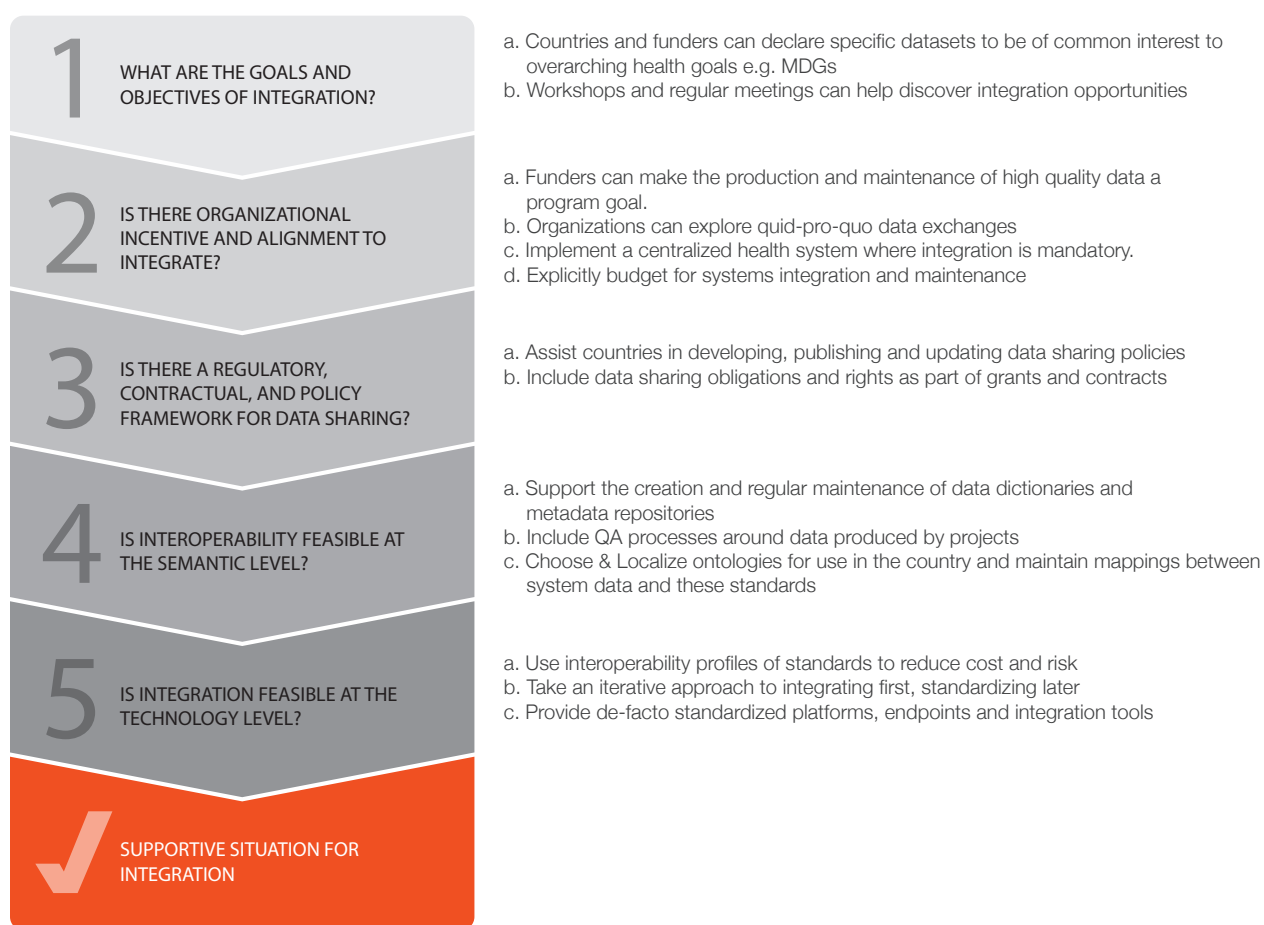 1
WHAT ARE THE GOALS AND
OBJECTIVES OF INTEGRATION?
a. Countries and funders can declare specific datasets to be of common interest to
overarching health goals e.g. MDGs
b. Workshops and regular meetings can help discover integration opportunities
2
IS THERE ORGANIZATIONAL
INCENTIVE AND ALIGNMENT TO
INTEGRATE?
a. Funders can make the production and maintenance of high quality data a
program goal.
b. Organizations can explore quid-pro-quo data exchanges
c. Implement a centralized health system where integration is mandatory.
d. Explicitly budget for systems integration and maintenance
3
IS THERE A REGULATORY,
CONTRACTUAL, AND POLICY
FRAMEWORK FOR DATA SHARING?
a. Assist countries in developing, publishing and updating data sharing policies
b. Include data sharing obligations and rights as part of grants and contracts
4
IS INTEROPERABILITY FEASIBLE AT
THE SEMANTIC LEVEL?
a. Support the creation and regular maintenance of data dictionaries and
metadata repositories
b. Include QA processes around data produced by projects
c. Choose & Localize ontologies for use in the country and maintain mappings between
system data and these standards
5
IS INTEGRATION FEASIBLE AT THE
TECHNOLOGY LEVEL?
a. Use interoperability profiles of standards to reduce cost and risk
b. Take an iterative approach to integrating first, standardizing later
c. Provide de-facto standardized platforms, endpoints and integration tools
SUPPORTIVE SITUATION FOR
INTEGRATION